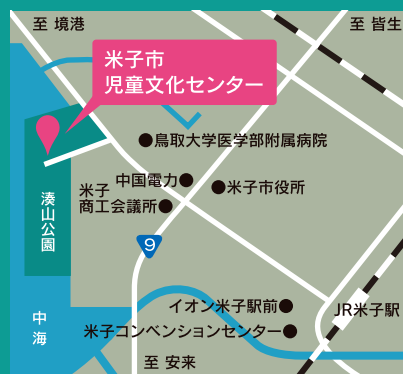 至 境港
至 皆生
米子市
児童文化センター
鳥取大学医学部附属病院
中国電力
米子市役所
米子
商工会議所
湊山公園
9
中海
イオン米子駅前
JR米子駅
米子コンベンションセンター
至 安来